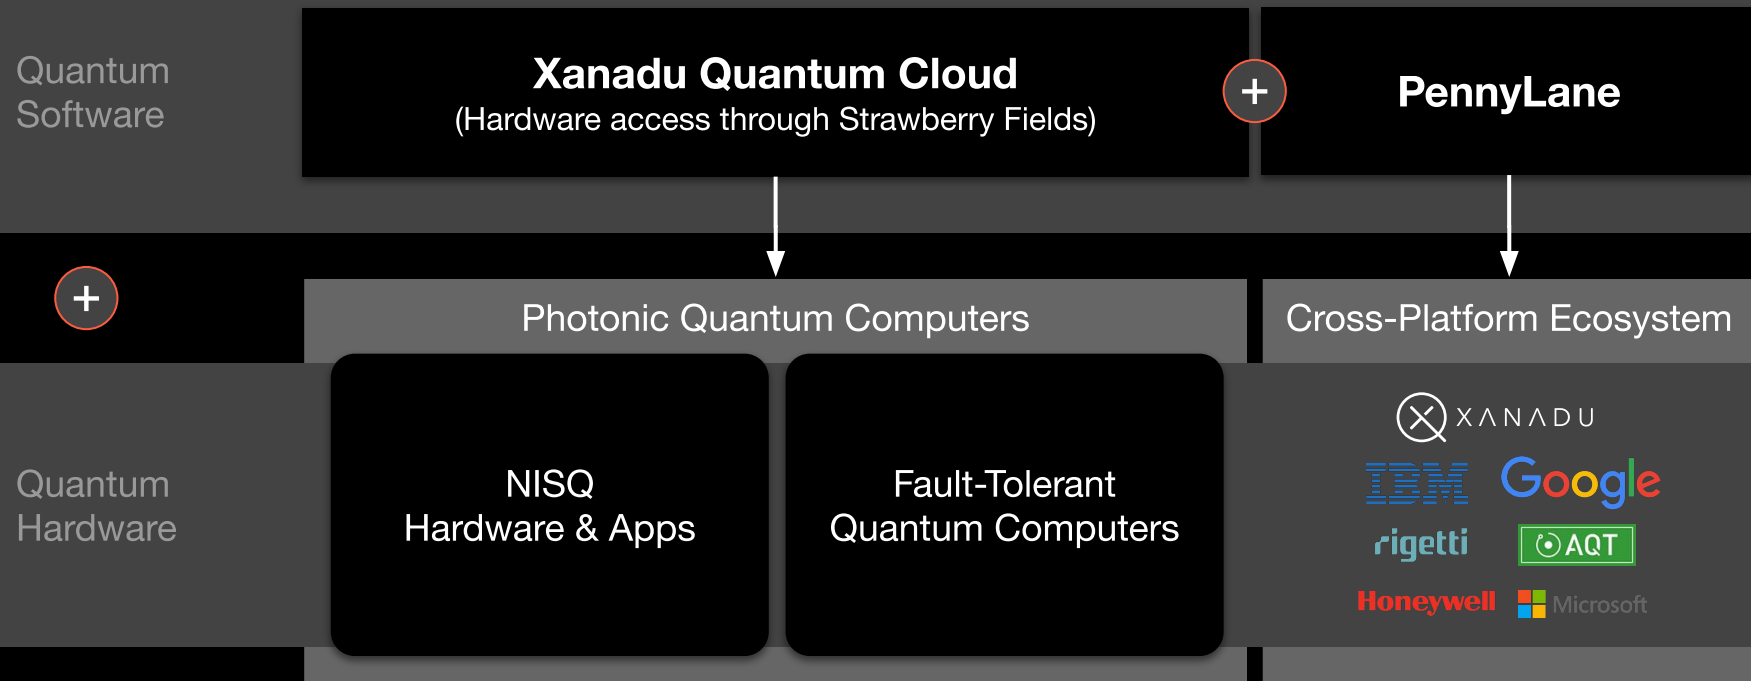 Quantum
Software
Xanadu Quantum Cloud
(Hardware access through Strawberry Fields)
+
PennyLane
+
Photonic Quantum Computers
Cross-Platform Ecosystem
Quantum
Hardware
NISQ
Hardware & Apps
Fault-Tolerant
Quantum Computers
XANADU
IBM
Google
rigetti
AQT
Honeywell
Microsoft